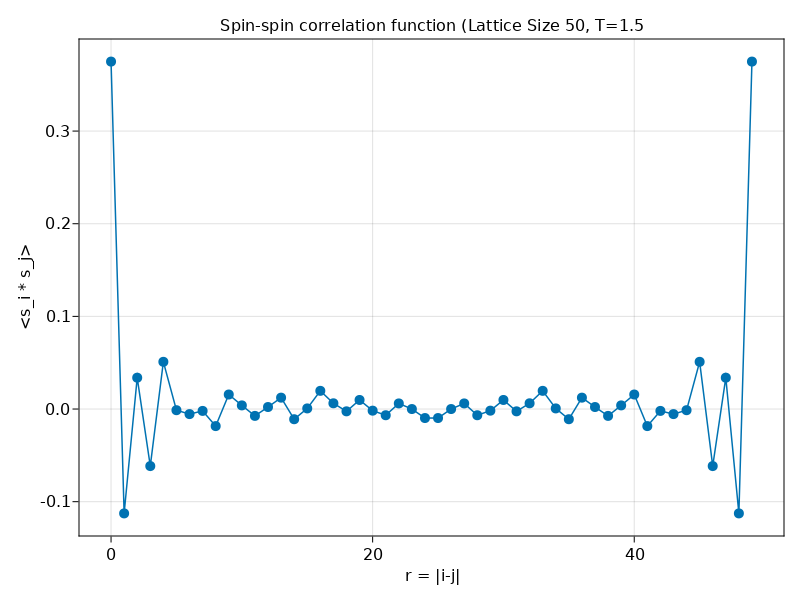 Spin-spin correlation function (Lattice Size 50, T=1.5
0.3
0.2
0.1
0.0
-0.1
<s_i * s_j>
0 20 40
r = |i-j|